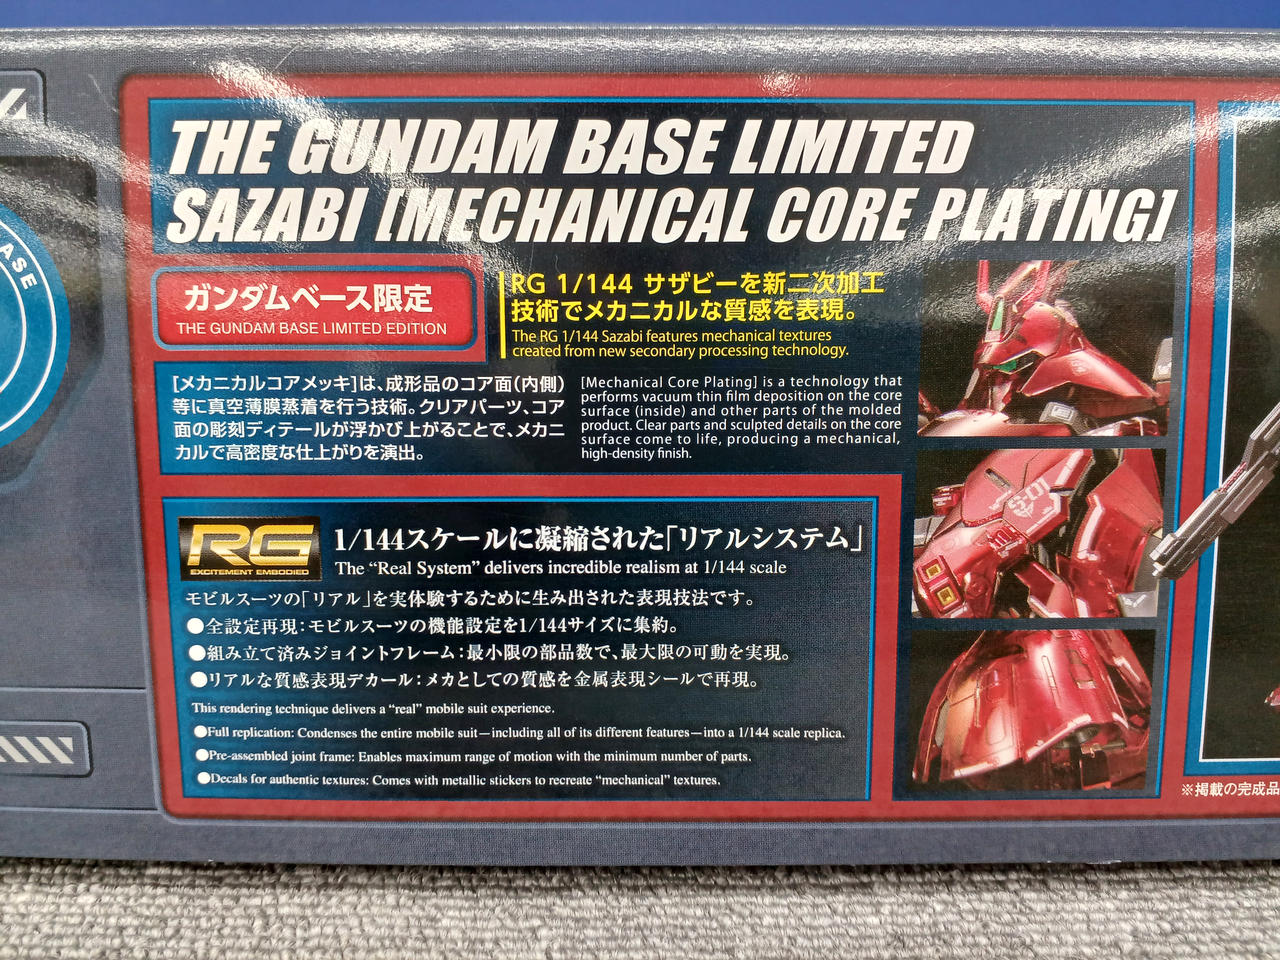 ASE
THE GUNDAM BASE LIMITED
SAZABI [MECHANICAL CORE PLATING]
ガンダムベース限定
THE GUNDAM BASE LIMITED EDITION
RG 1/144 サザビーを新二次加工
技術でメカニカルな質感を表現。
The RG 1/144 Sazabi features mechanical textures
created from new secondary processing technology.
[メカニカルコアメッキ]は、成形品のコア面(内側)
等に真空薄膜蒸着を行う技術。クリアパーツ、コア
面の彫刻ディテールが浮かび上がることで、メカニ
カルで高密度な仕上がりを演出。
[Mechanical Core Plating] is a technology that
performs vacuum thin film deposition on the core
surface (inside) and other parts of the molded
product. Clear parts and sculpted details on the core
surface come to life, producing a mechanical,
high-density finish.
S-01
RG
EXCITEMENT EMBODIED
1/144スケールに凝縮された「リアルシステム」
The “Real System” delivers incredible realism at 1/144 scale
モビルスーツの「リアル」を実体験するために生み出された表現技法です。
●全設定再現：モビルスーツの機能設定を1/144サイズに集約。
●組み立て済みジョイントフレーム：最小限の部品数で、最大限の可動を実現。
●リアルな質感表現デカール：メカとしての質感を金属表現シールで再現。
This rendering technique delivers a “real” mobile suit experience.
●Full replication: Condenses the entire mobile suit—including all of its different features—into a 1/144 scale replica.
●Pre-assembled joint frame: Enables maximum range of motion with the minimum number of parts.
●Decals for authentic textures: Comes with metallic stickers to recreate “mechanical” textures.
※掲載の完成品